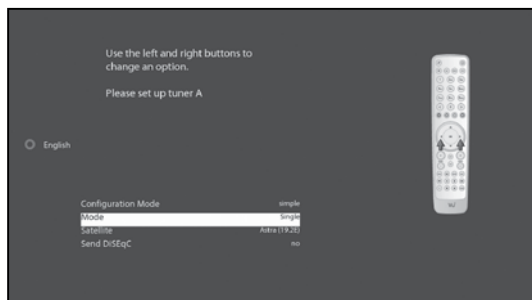 Use the left and right buttons to
change an option.
Please set up tuner A
English
Configuration Mode simple
Mode Single
Satellite Astra (19.2E)
Send DiSEqC no